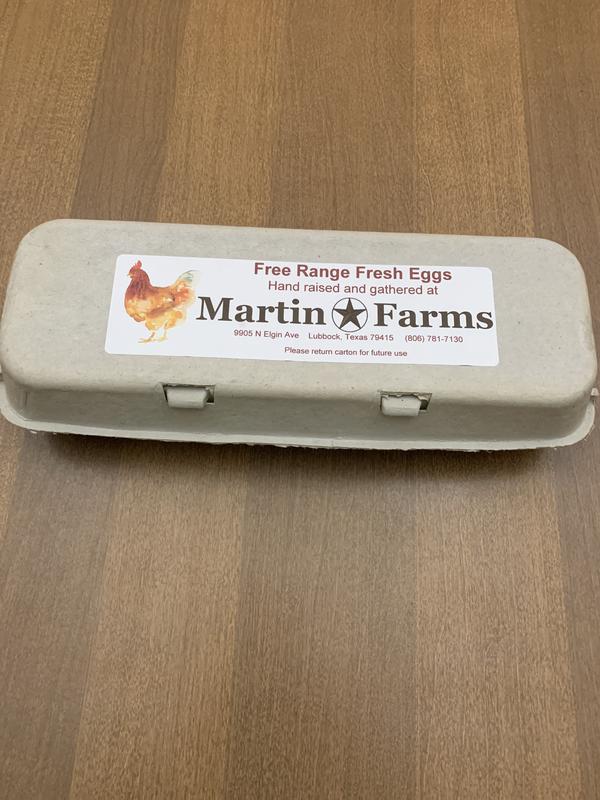 Free Range Fresh Eggs
Hand raised and gathered at
Martin Farms
9905 N Elgin Ave Lubbock, Texas 79415 (806) 781-7130
Please return carton for future use